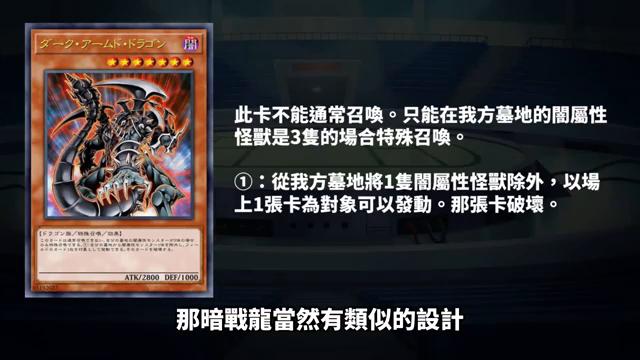 ダーク・アームド・ドラゴン
闇
此卡不能通常召喚。只能在我方墓地的闇屬性
怪獸是3隻的場合特殊召喚。
①：從我方墓地將1隻闇屬性怪獸除外，以場
上1張卡為對象可以發動。那張卡破壞。
【ドラゴン族／特殊召喚／効果】
ATK/2800 DEF/1000
那暗戰龍當然有類似的設計